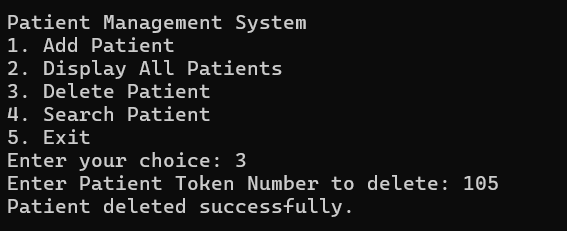 Patient Management System
1. Add Patient
2. Display All Patients
3. Delete Patient
4. Search Patient
5. Exit
Enter your choice: 3
Enter Patient Token Number to delete: 105
Patient deleted successfully.